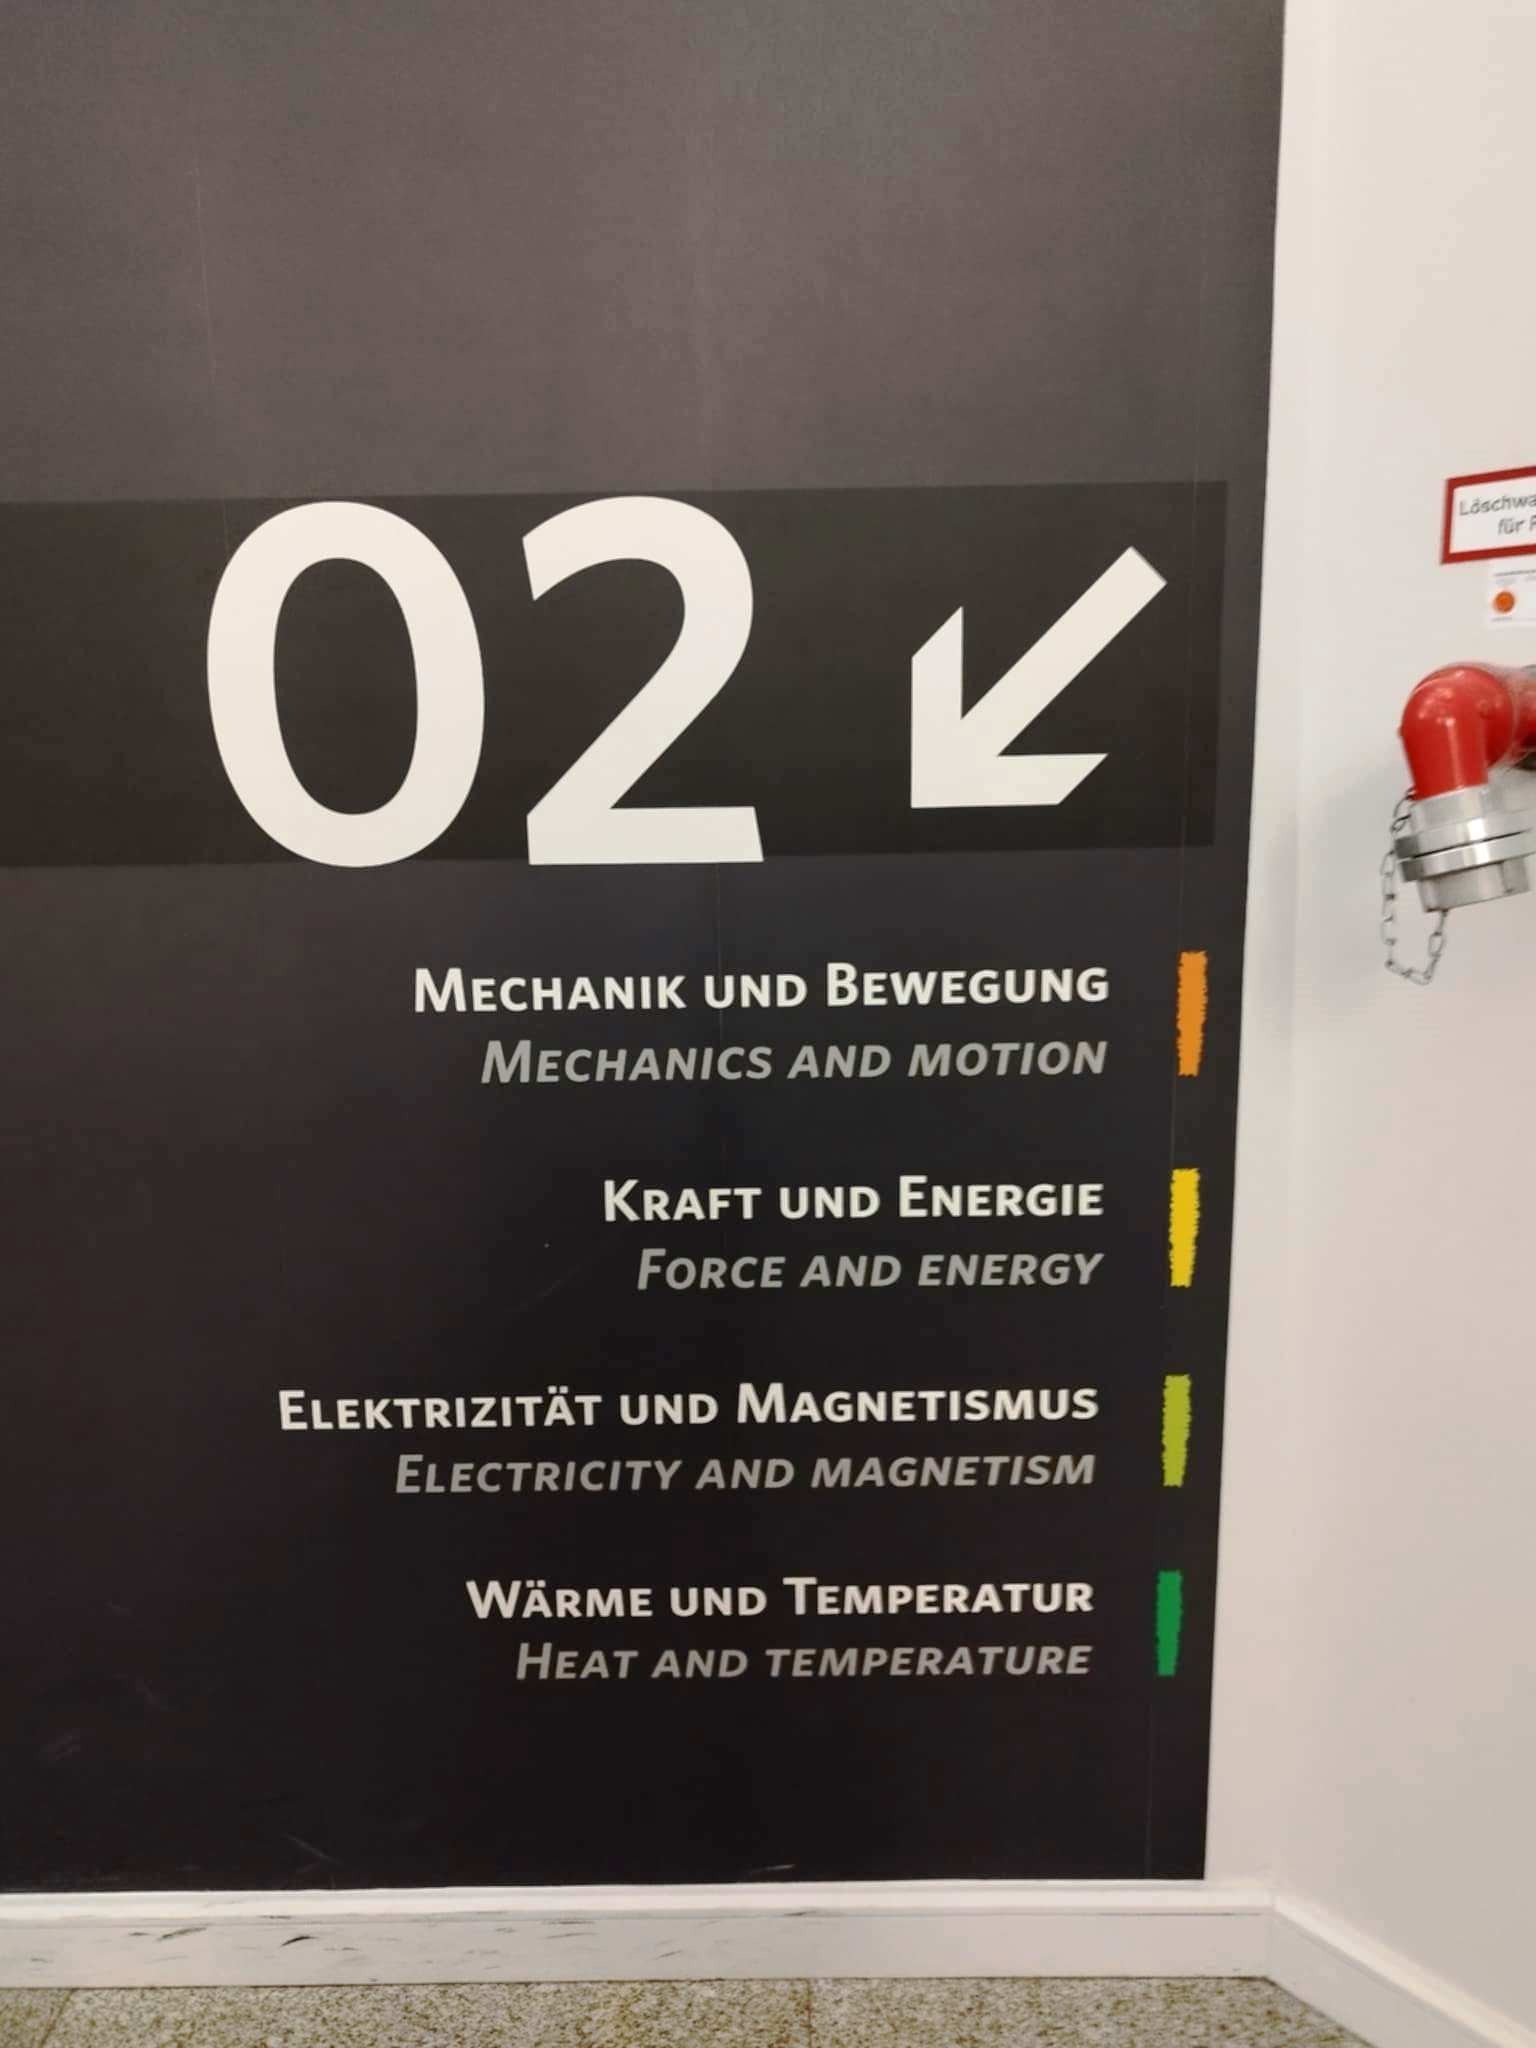 02
Mechanik und Bewegung
Mechanics and motion
Kraft und Energie
Force and energy
Elektrizität und Magnetismus
Electricity and magnetism
Wärme und Temperatur
Heat and temperature
für